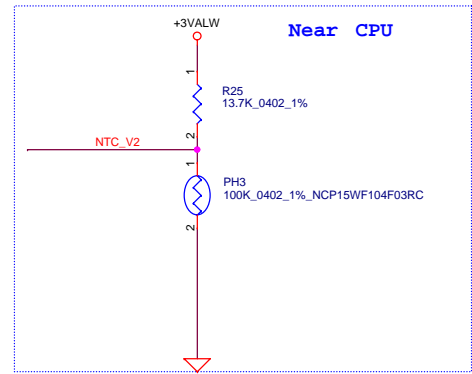 +3VALW
Near CPU
1
R25
13.7K_0402_1%
2
NTC_V2
1
PH3
100K_0402_1%_NCP15WF104F03RC
2